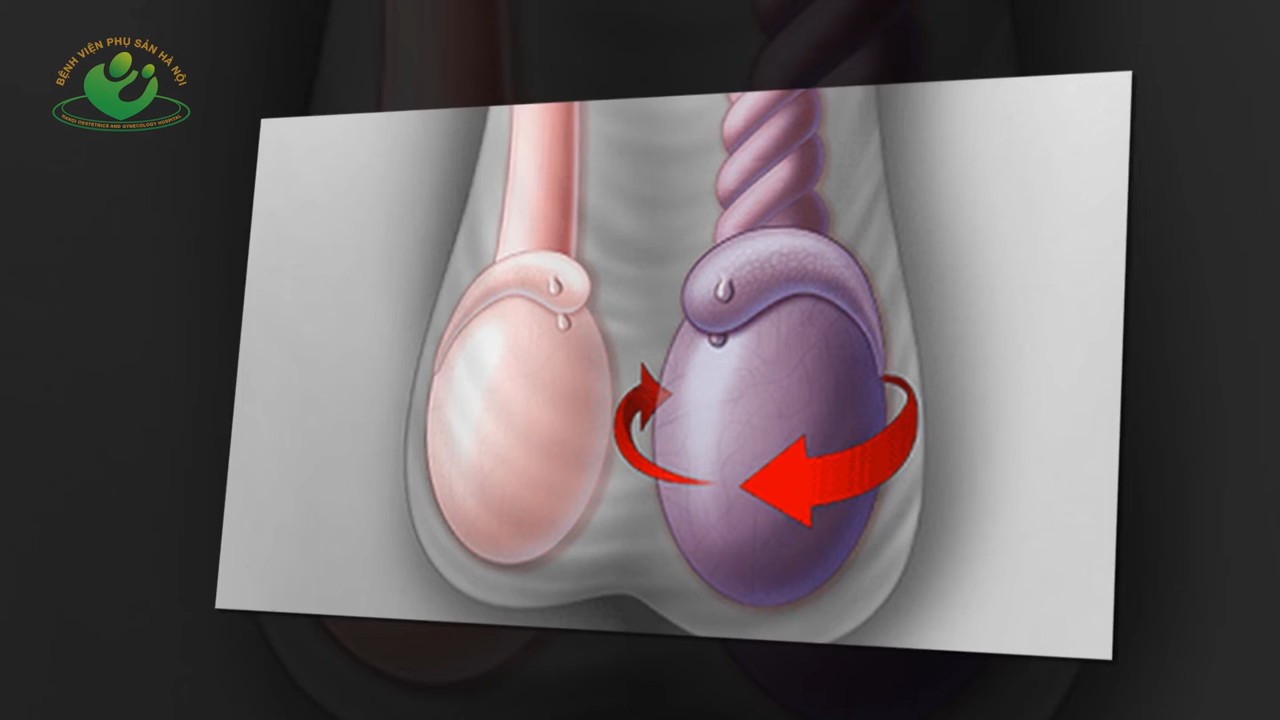 BỆNH VIỆN PHỤ SẢN HÀ NỘI
HANOI OBSTETRICS AND GYNECOLOGY HOSPITAL